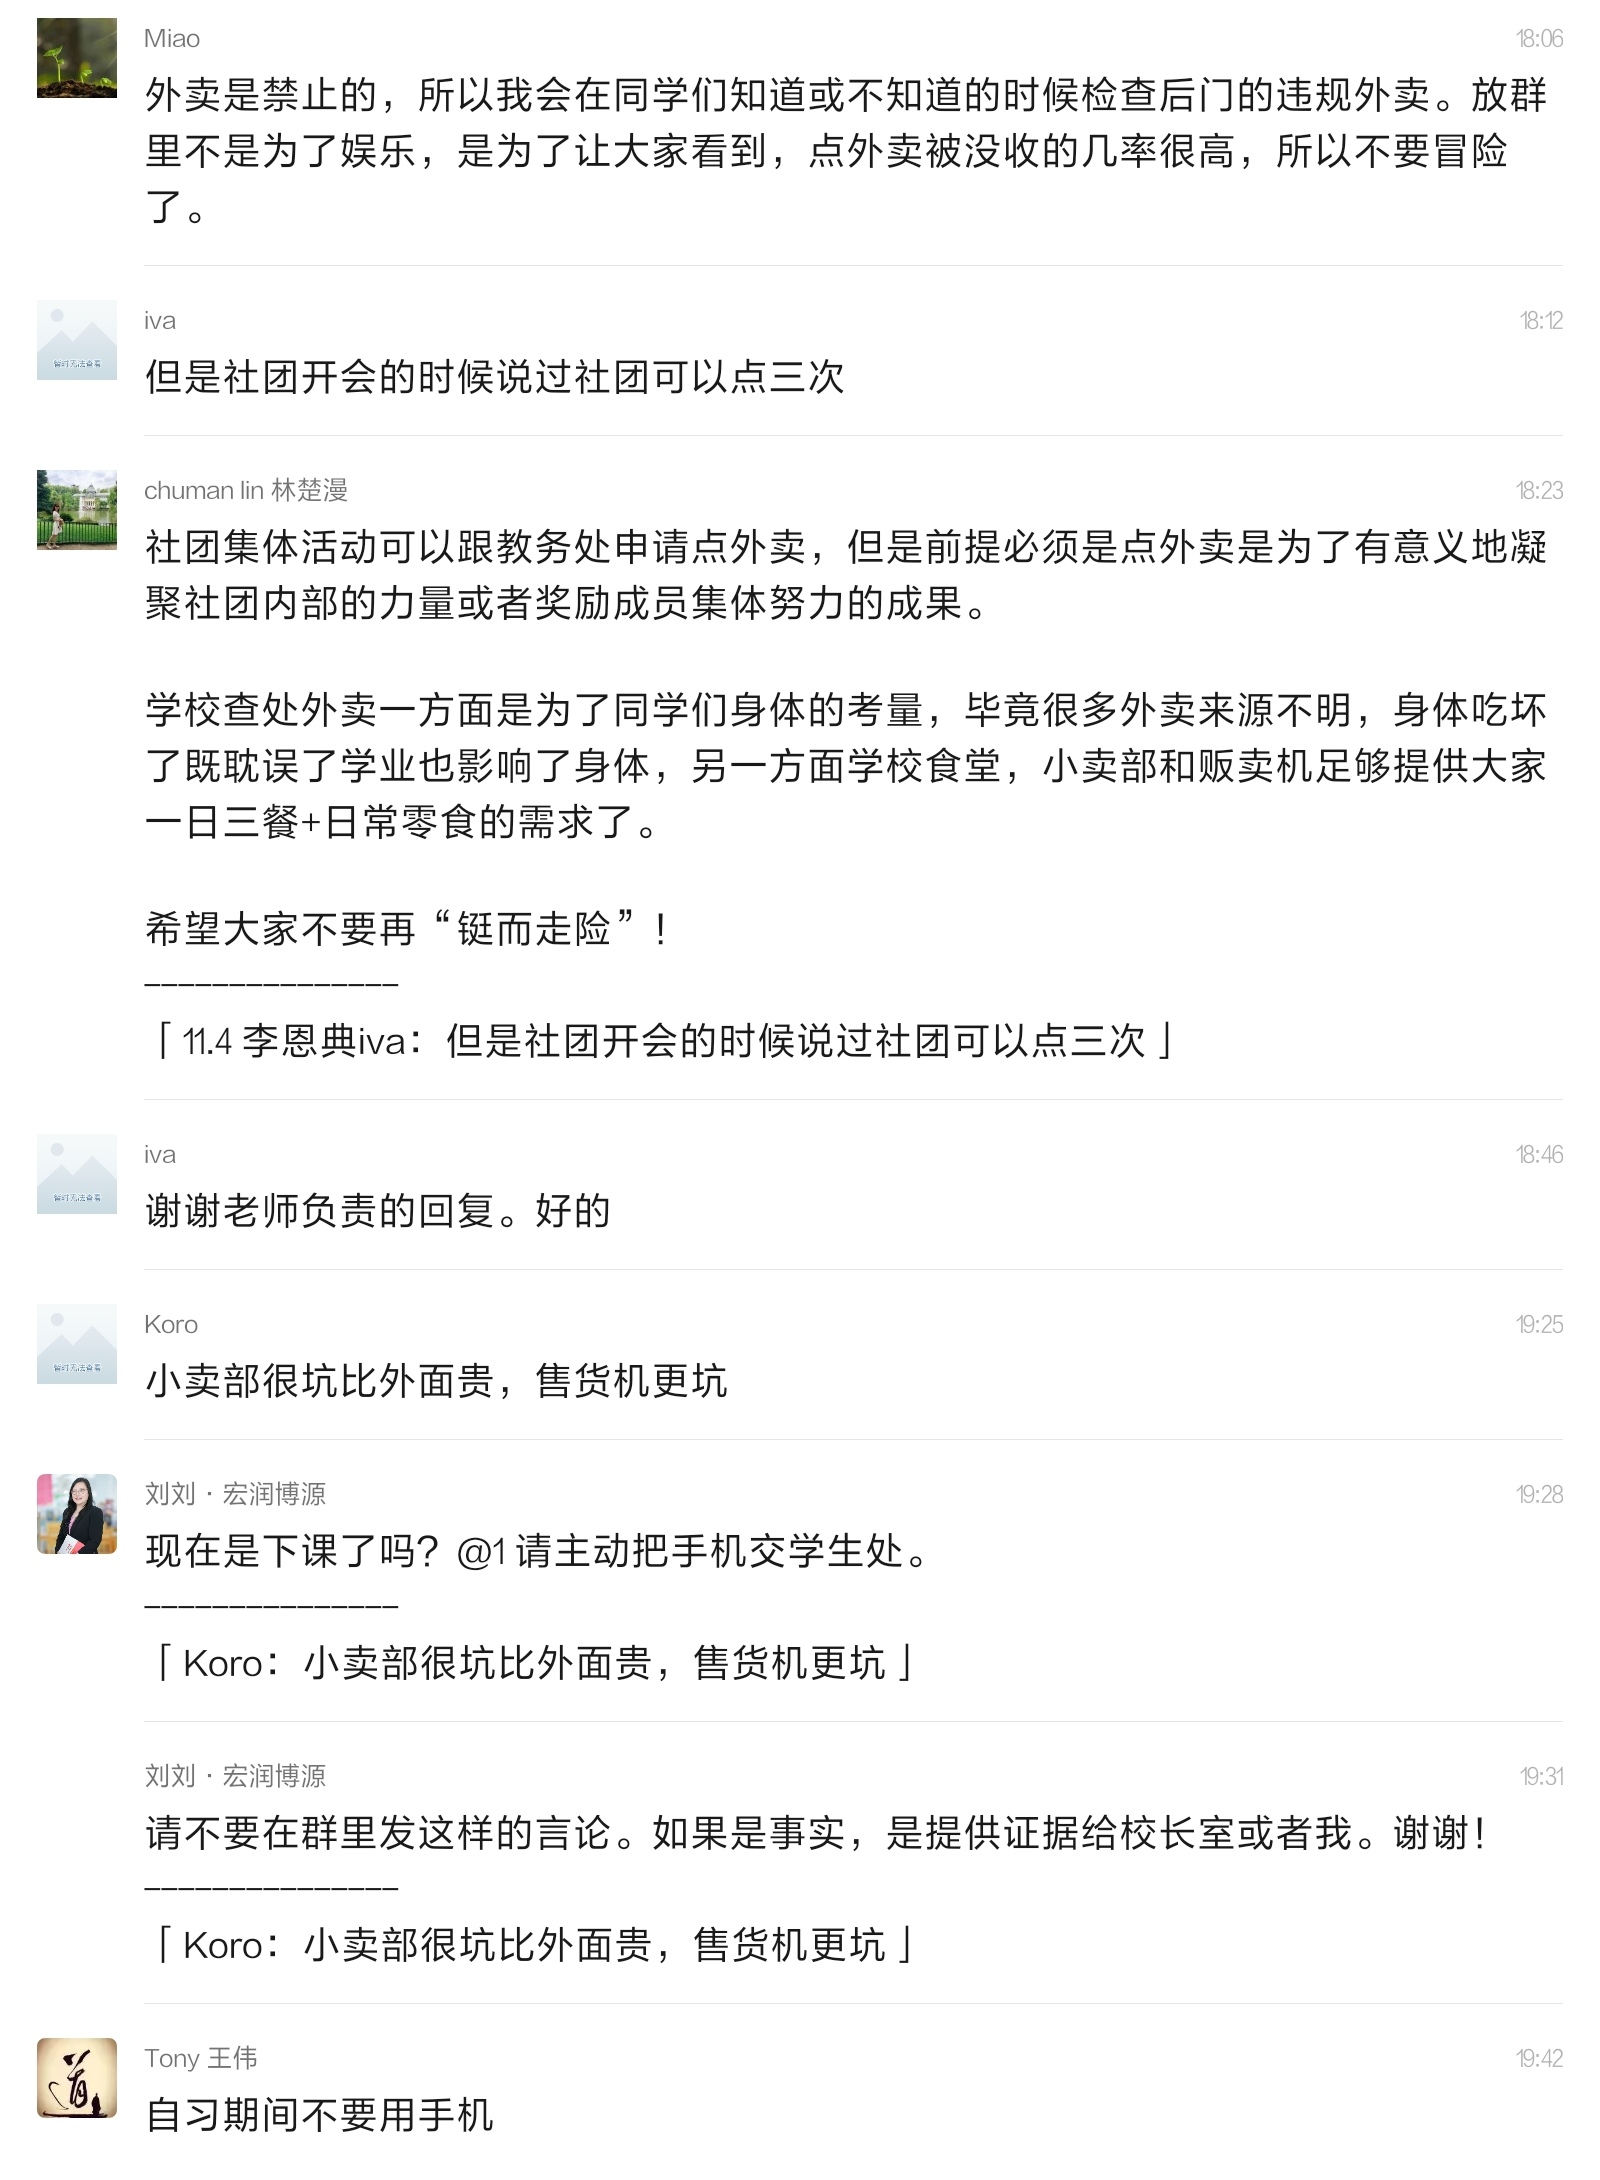 Miao
18:06
外卖是禁止的，所以我会在同学们知道或不知道的时候检查后门的违规外卖。放群
里不是为了娱乐，是为了让大家看到，点外卖被没收的几率很高，所以不要冒险
了。
暂时无法查看
iva
18:12
但是社团开会的时候说过社团可以点三次
chuman lin 林楚漫
18:23
社团集体活动可以跟教务处申请点外卖，但是前提必须是点外卖是为了有意义地凝
聚社团内部的力量或者奖励成员集体努力的成果。
学校查处外卖一方面是为了同学们身体的考量，毕竟很多外卖来源不明，身体吃坏
了既耽误了学业也影响了身体，另一方面学校食堂，小卖部和贩卖机足够提供大家
一日三餐+日常零食的需求了。
希望大家不要再“铤而走险”！
---------------
「 11.4 李恩典iva：但是社团开会的时候说过社团可以点三次 」
暂时无法查看
iva
18:46
谢谢老师负责的回复。好的
暂时无法查看
Koro
19:25
小卖部很坑比外面贵，售货机更坑
刘刘 · 宏润博源
19:28
现在是下课了吗？@1 请主动把手机交学生处。
---------------
「 Koro：小卖部很坑比外面贵，售货机更坑 」
刘刘 · 宏润博源
19:31
请不要在群里发这样的言论。如果是事实，是提供证据给校长室或者我。谢谢！
---------------
「 Koro：小卖部很坑比外面贵，售货机更坑 」
道
Tony 王伟
19:42
自习期间不要用手机